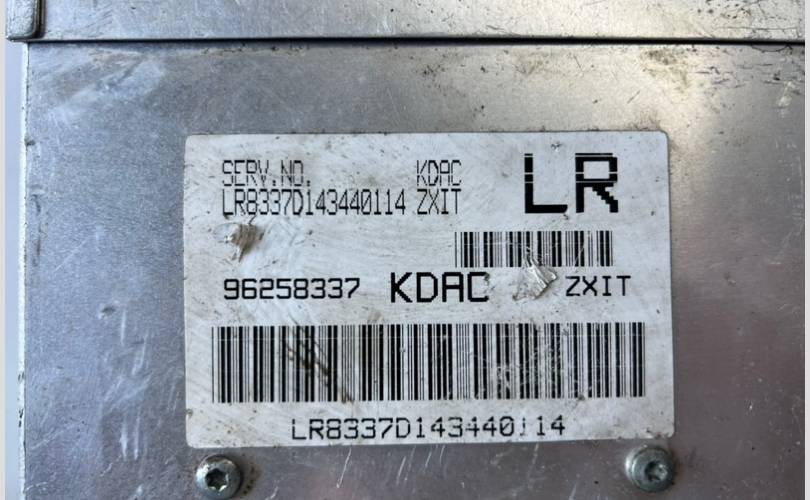 SERV.NO. KDAC LR
LR8337D143440114 ZXIT
96258337 KDAC ZXIT
LR8337D143440114